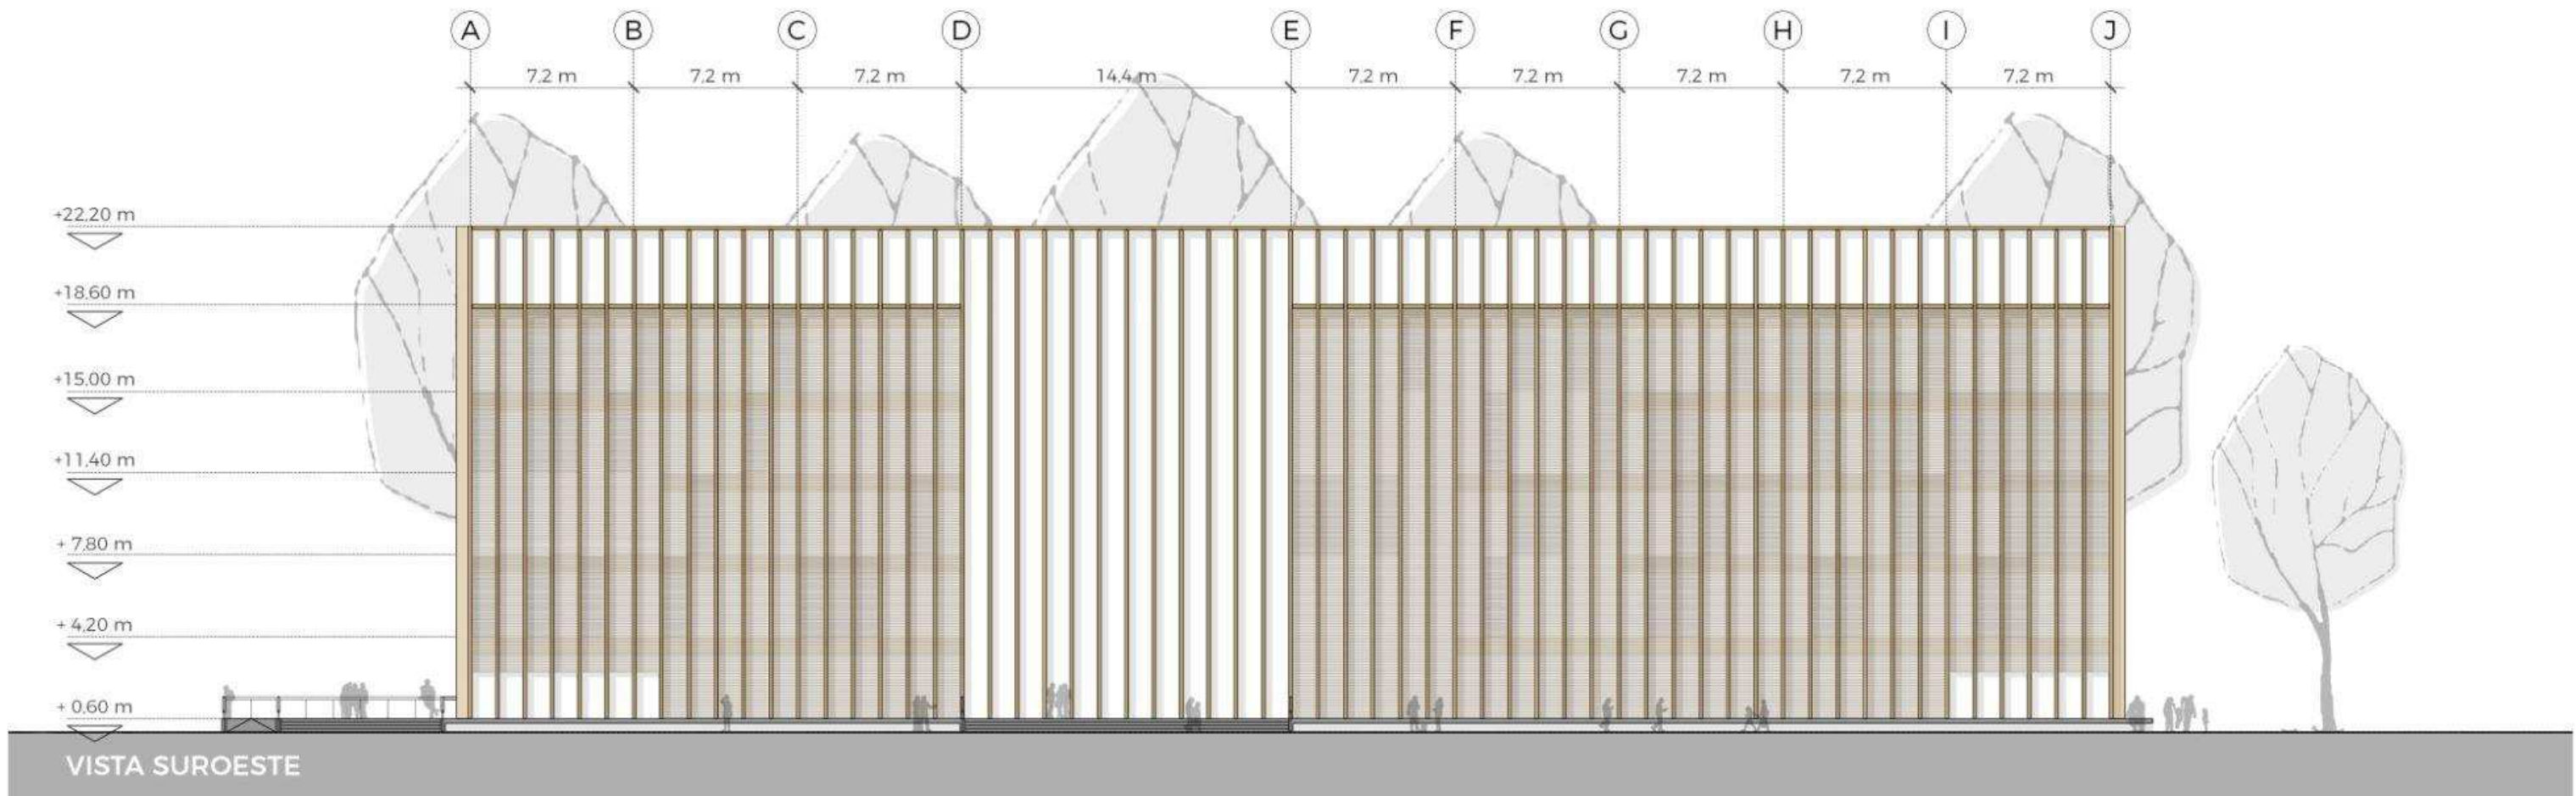 A B C D E F G H I J
7,2 m 7,2 m 7,2 m 14,4 m 7,2 m 7,2 m 7,2 m 7,2 m 7,2 m
+22,20 m
+18,60 m
+15,00 m
+11,40 m
+ 7,80 m
+ 4,20 m
+ 0,60 m
VISTA SUROESTE